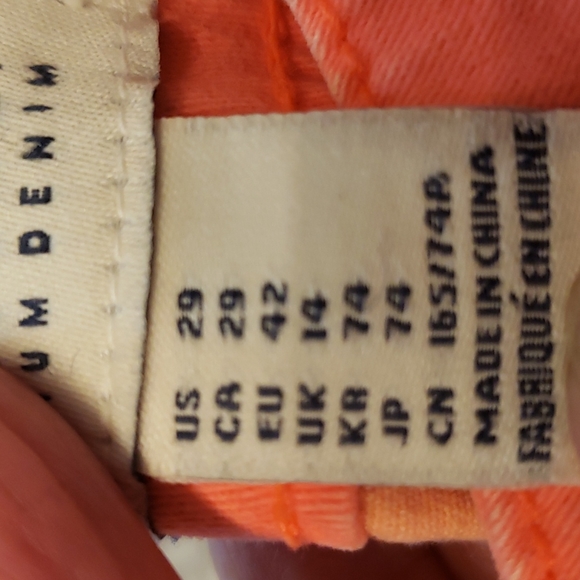 UM DENIM
US 29
CA 29
EU 42
UK 14
KR 74
JP 74
CN 165/74A
MADE IN CHINA
FABRIQUÉ EN CHINE